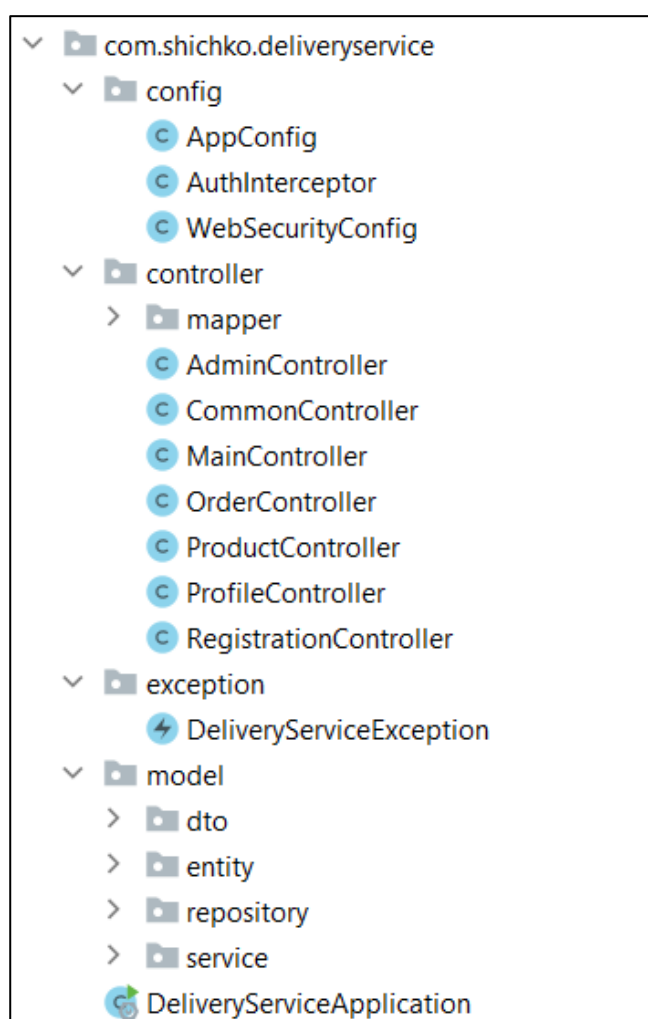 com.shichko.deliveryservice
config
AppConfig
AuthInterceptor
WebSecurityConfig
controller
mapper
AdminController
CommonController
MainController
OrderController
ProductController
ProfileController
RegistrationController
exception
DeliveryServiceException
model
dto
entity
repository
service
DeliveryServiceApplication